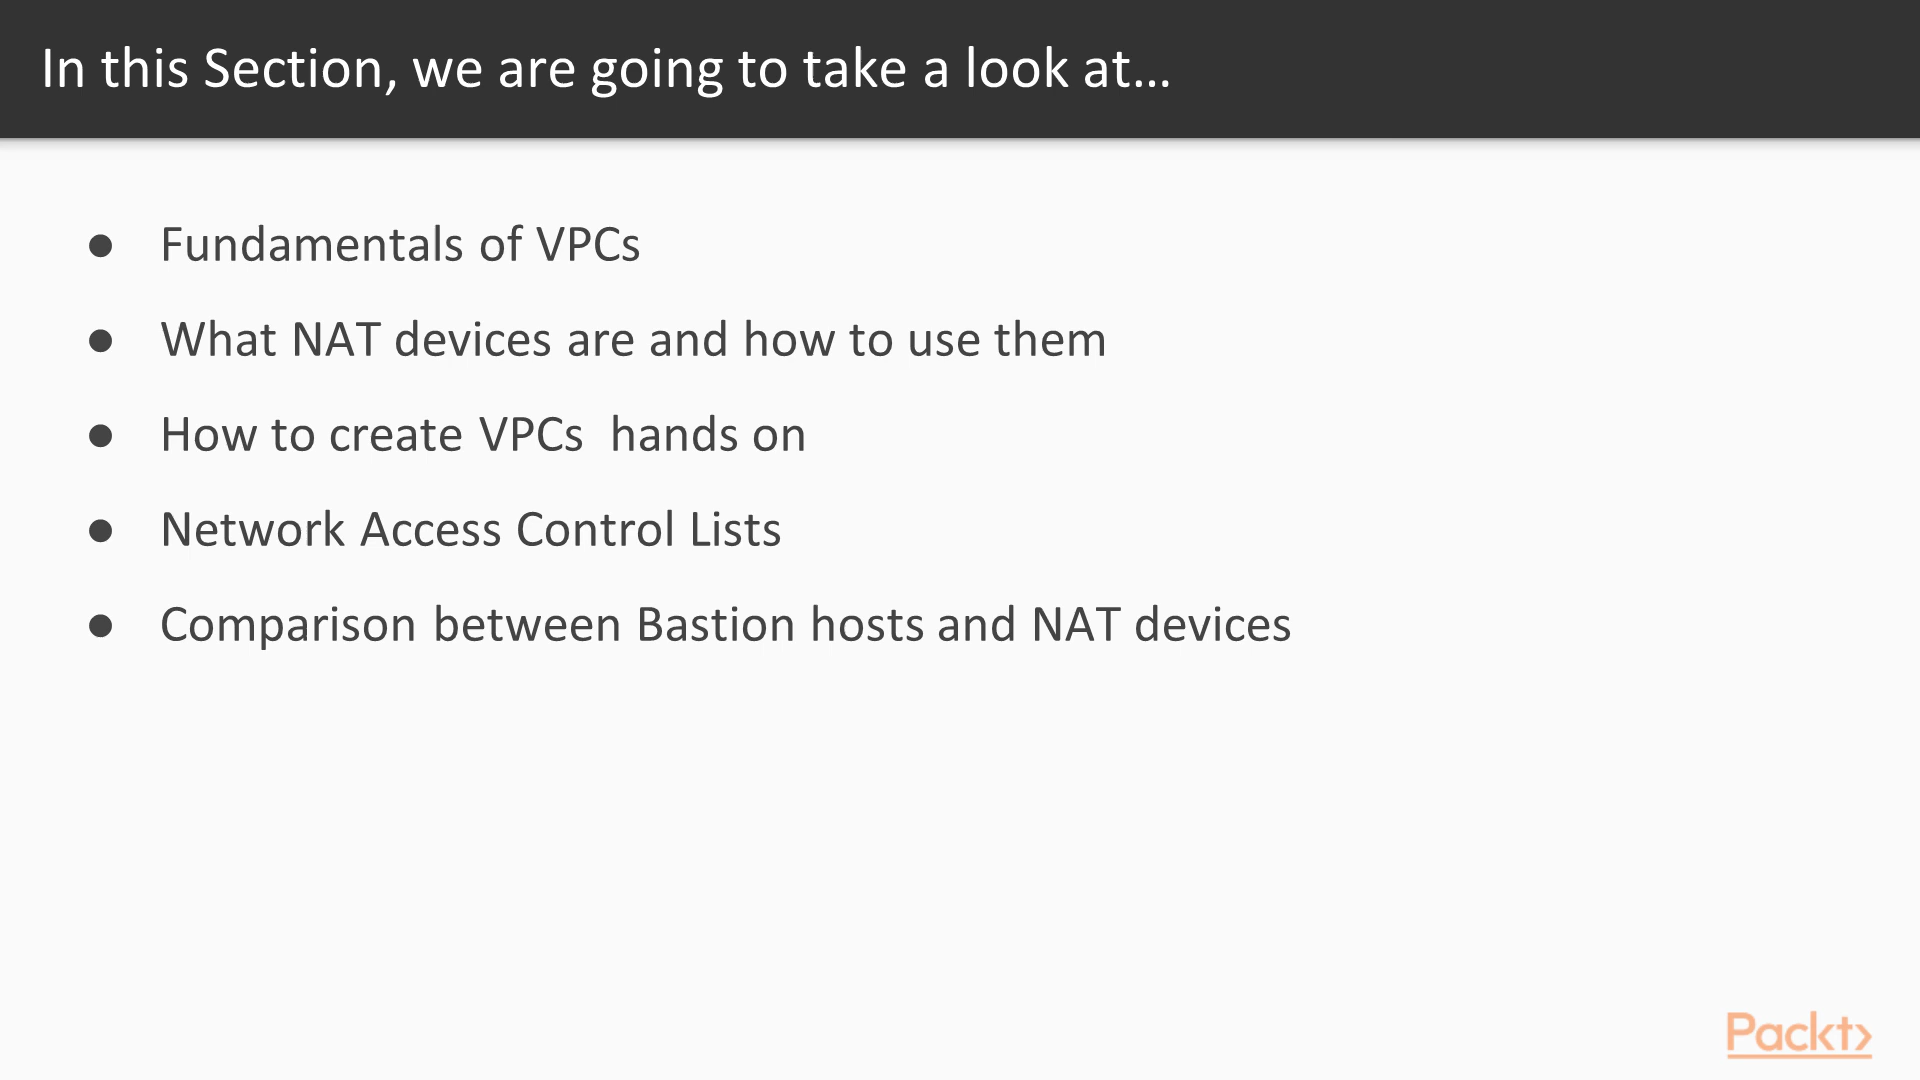 In this Section, we are going to take a look at...
● Fundamentals of VPCs
● What NAT devices are and how to use them
● How to create VPCs  hands on
● Network Access Control Lists
● Comparison between Bastion hosts and NAT devices
Packt>